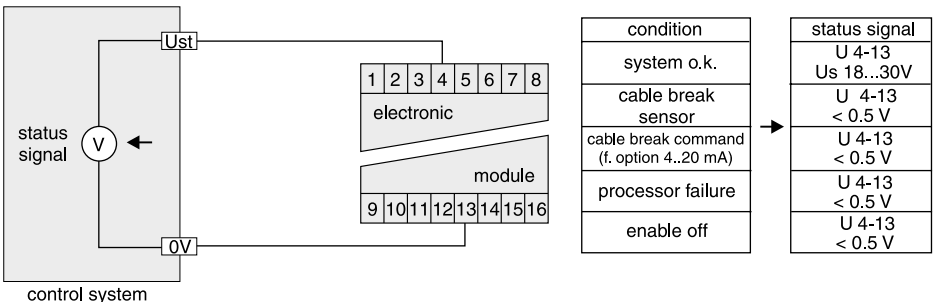 Ust
status
signal
V
0V
control system
1 2 3 4 5 6 7 8
electronic
module
9 10 11 12 13 14 15 16
condition
system o.k.
cable break
sensor
cable break command
(f. option 4..20 mA)
processor failure
enable off
status signal
U 4-13
Us 18...30V
U 4-13
< 0.5 V
U 4-13
< 0.5 V
U 4-13
< 0.5 V
U 4-13
< 0.5 V